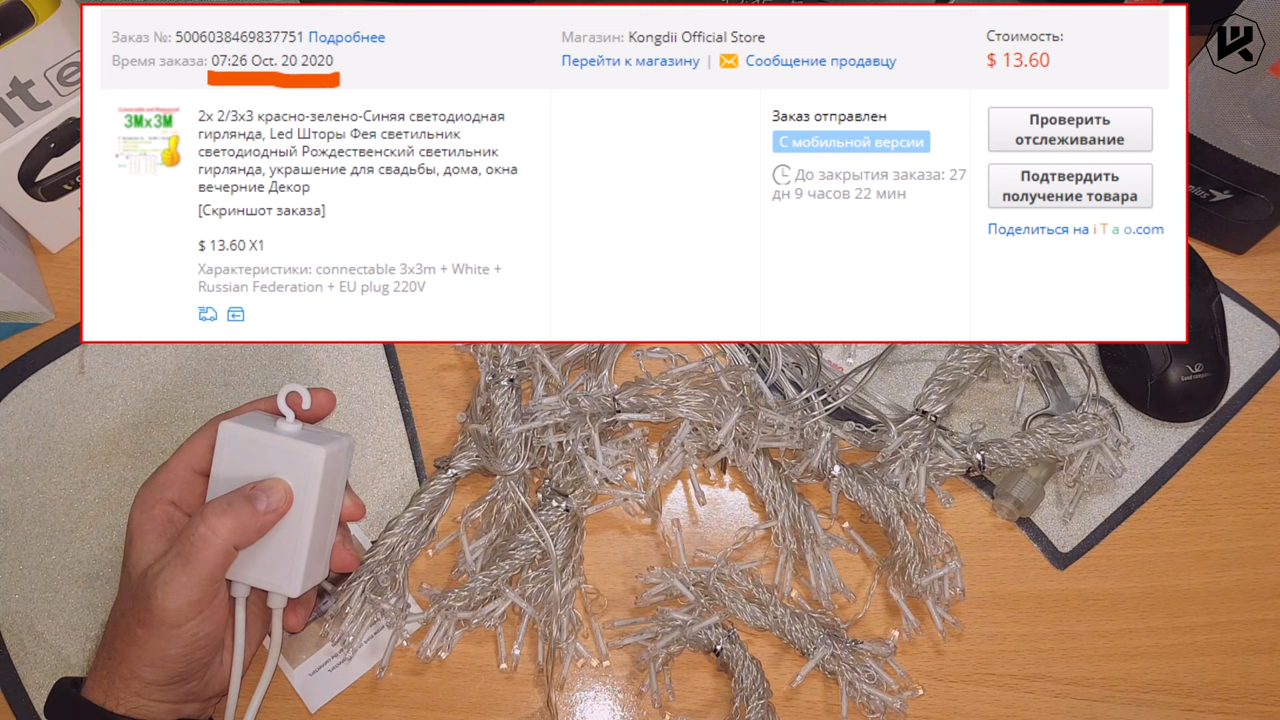 Заказ №: 5006038469837751 Подробнее
Время заказа: 07:26 Oct. 20 2020
Магазин: Kongdii Official Store
Перейти к магазину | Сообщение продавцу
Стоимость:
$ 13.60
3Mx3M
2x 2/3x3 красно-зелено-Синяя светодиодная
гирлянда, Led Шторы Фея светильник
светодиодный Рождественский светильник
гирлянда, украшение для свадьбы, дома, окна
вечерние Декор
[Скриншот заказа]
$ 13.60 X1
Характеристики: connectable 3x3m + White +
Russian Federation + EU plug 220V
Заказ отправлен
С мобильной версии
До закрытия заказа: 27
дн 9 часов 22 мин
Проверить
отслеживание
Подтвердить
получение товара
Поделиться на iTao.com
plus